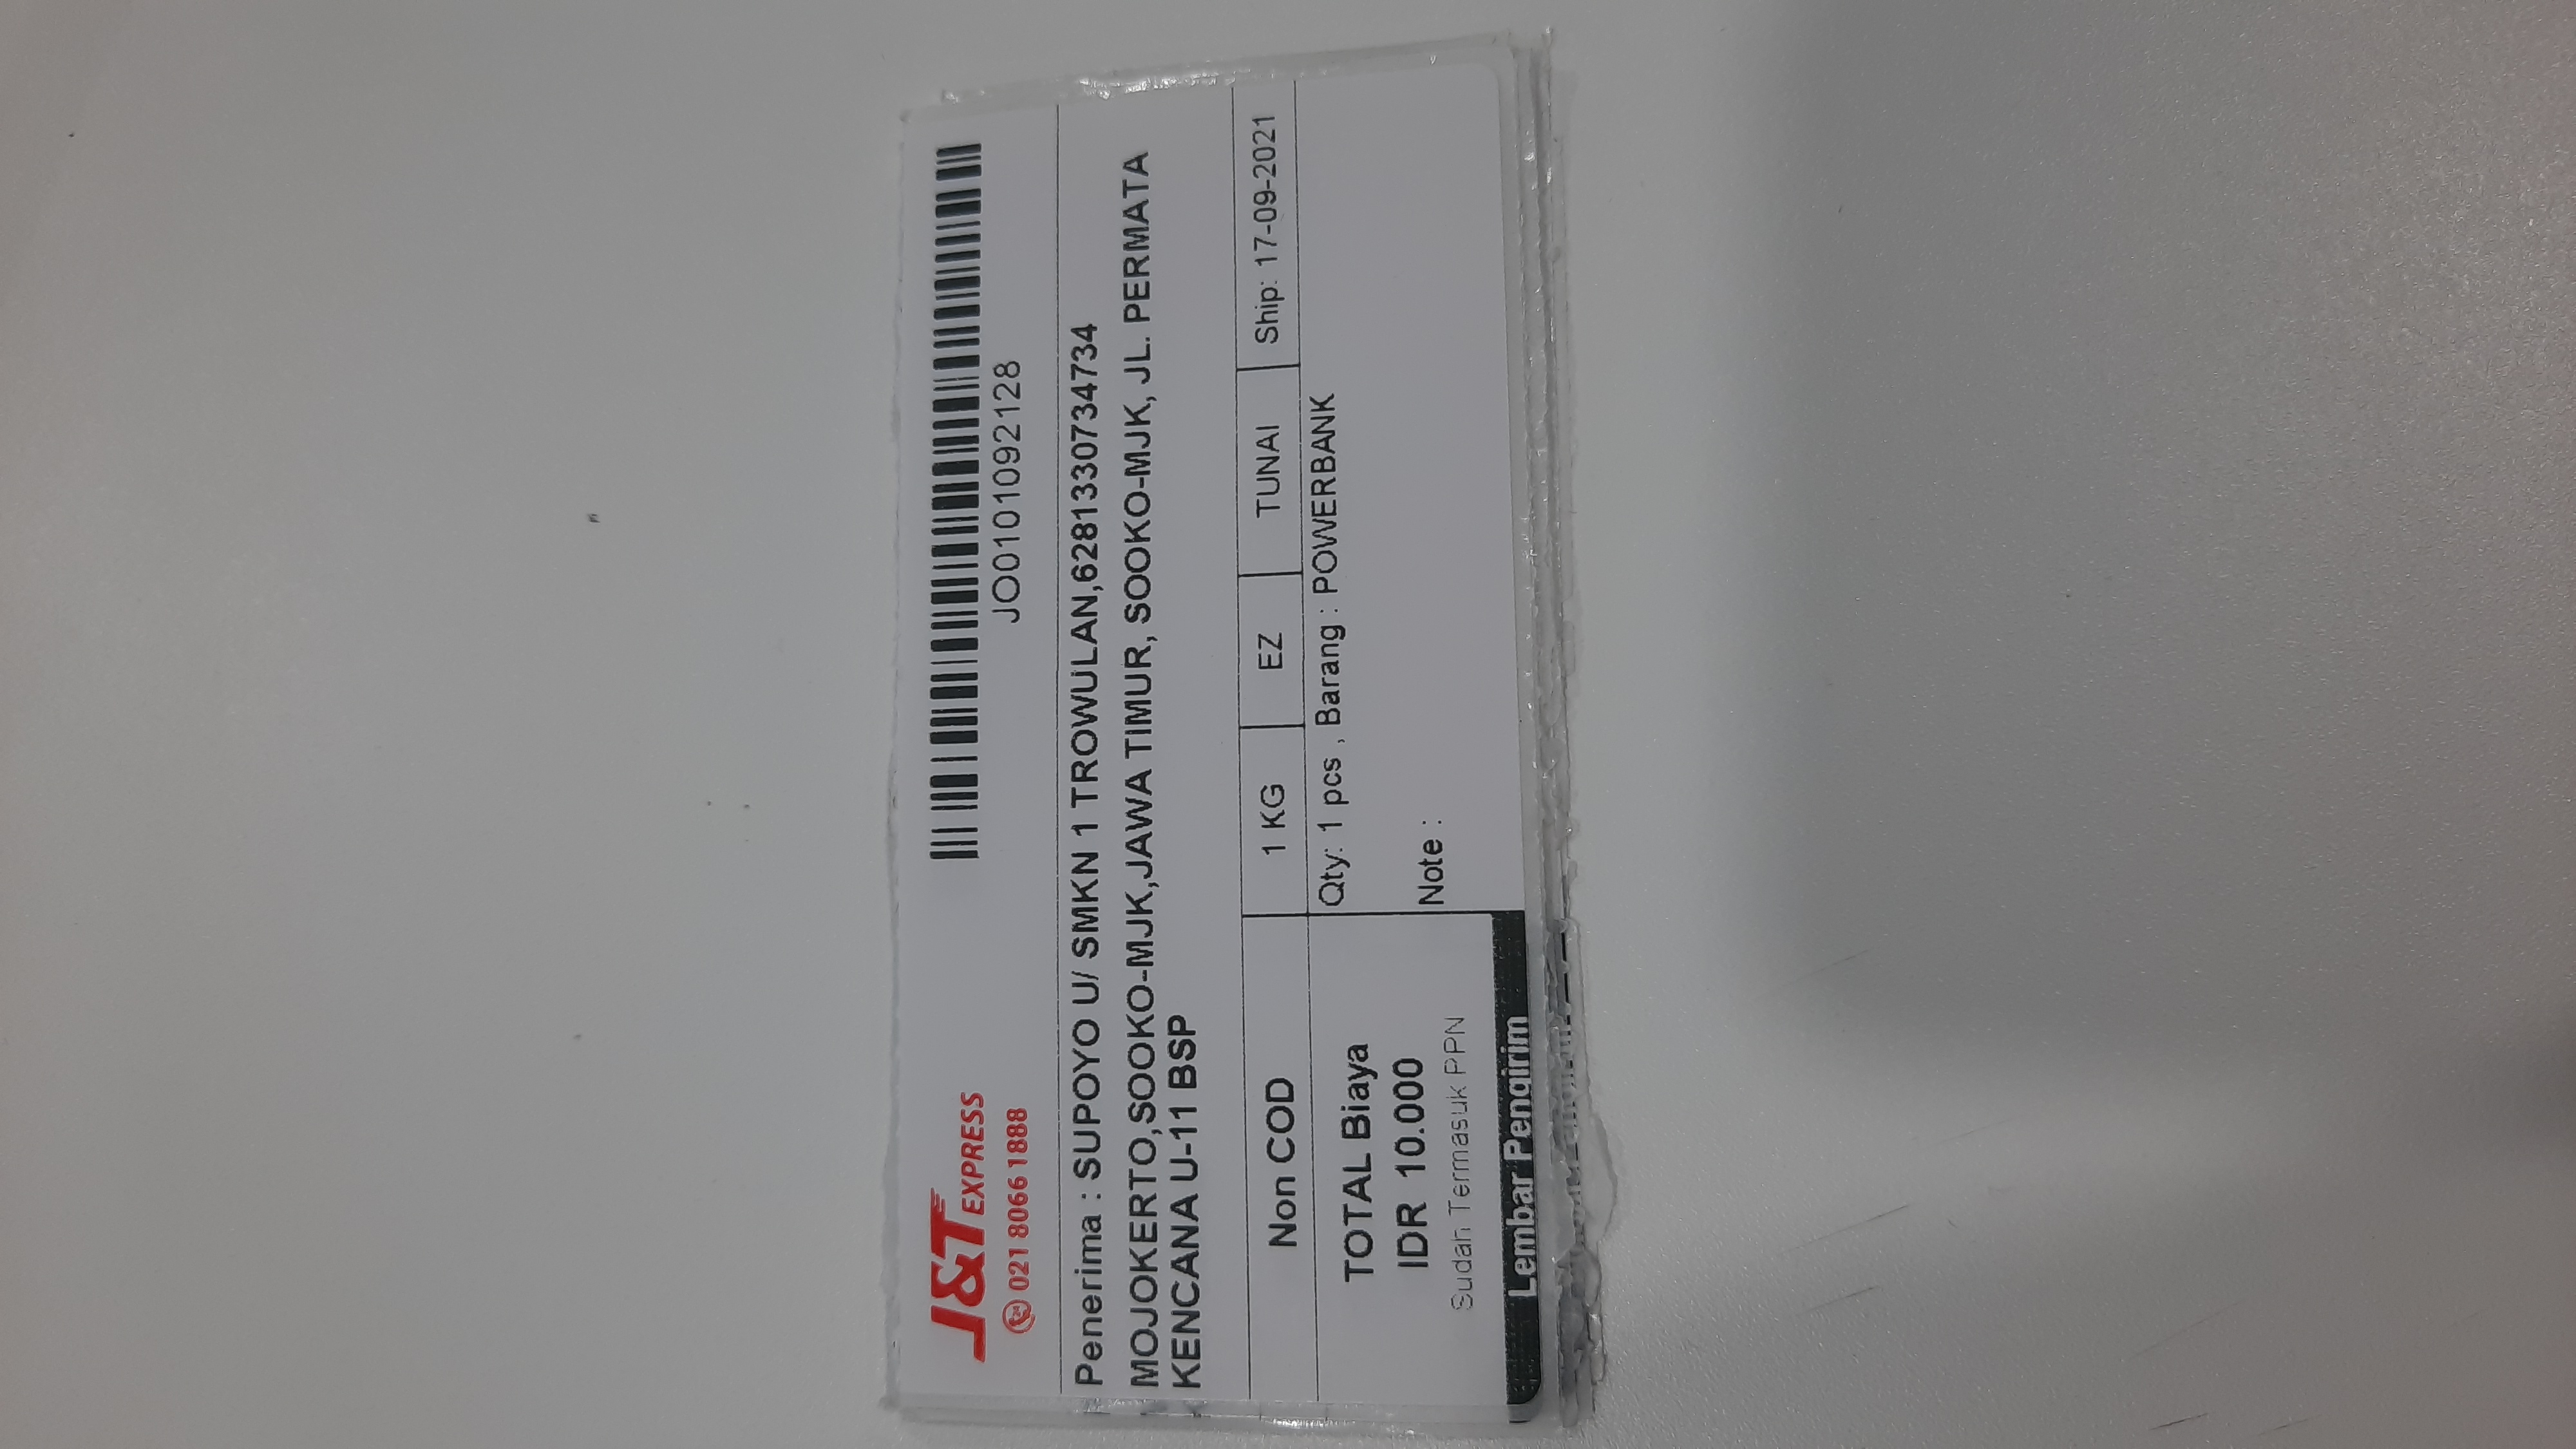 J&T EXPRESS
021 8066 1888
JO0101092128
Penerima : SUPOYO U/ SMKN 1 TROWULAN,6281330734734
MOJOKERTO,SOOKO-MJK,JAWA TIMUR, SOOKO-MJK, JL. PERMATA
KENCANA U-11 BSP
Non COD
1 KG
EZ
TUNAI
Ship: 17-09-2021
TOTAL Biaya
IDR 10.000
Sudah Termasuk PPN
Lembar Pengirim
Qty: 1 pcs , Barang : POWERBANK
Note :